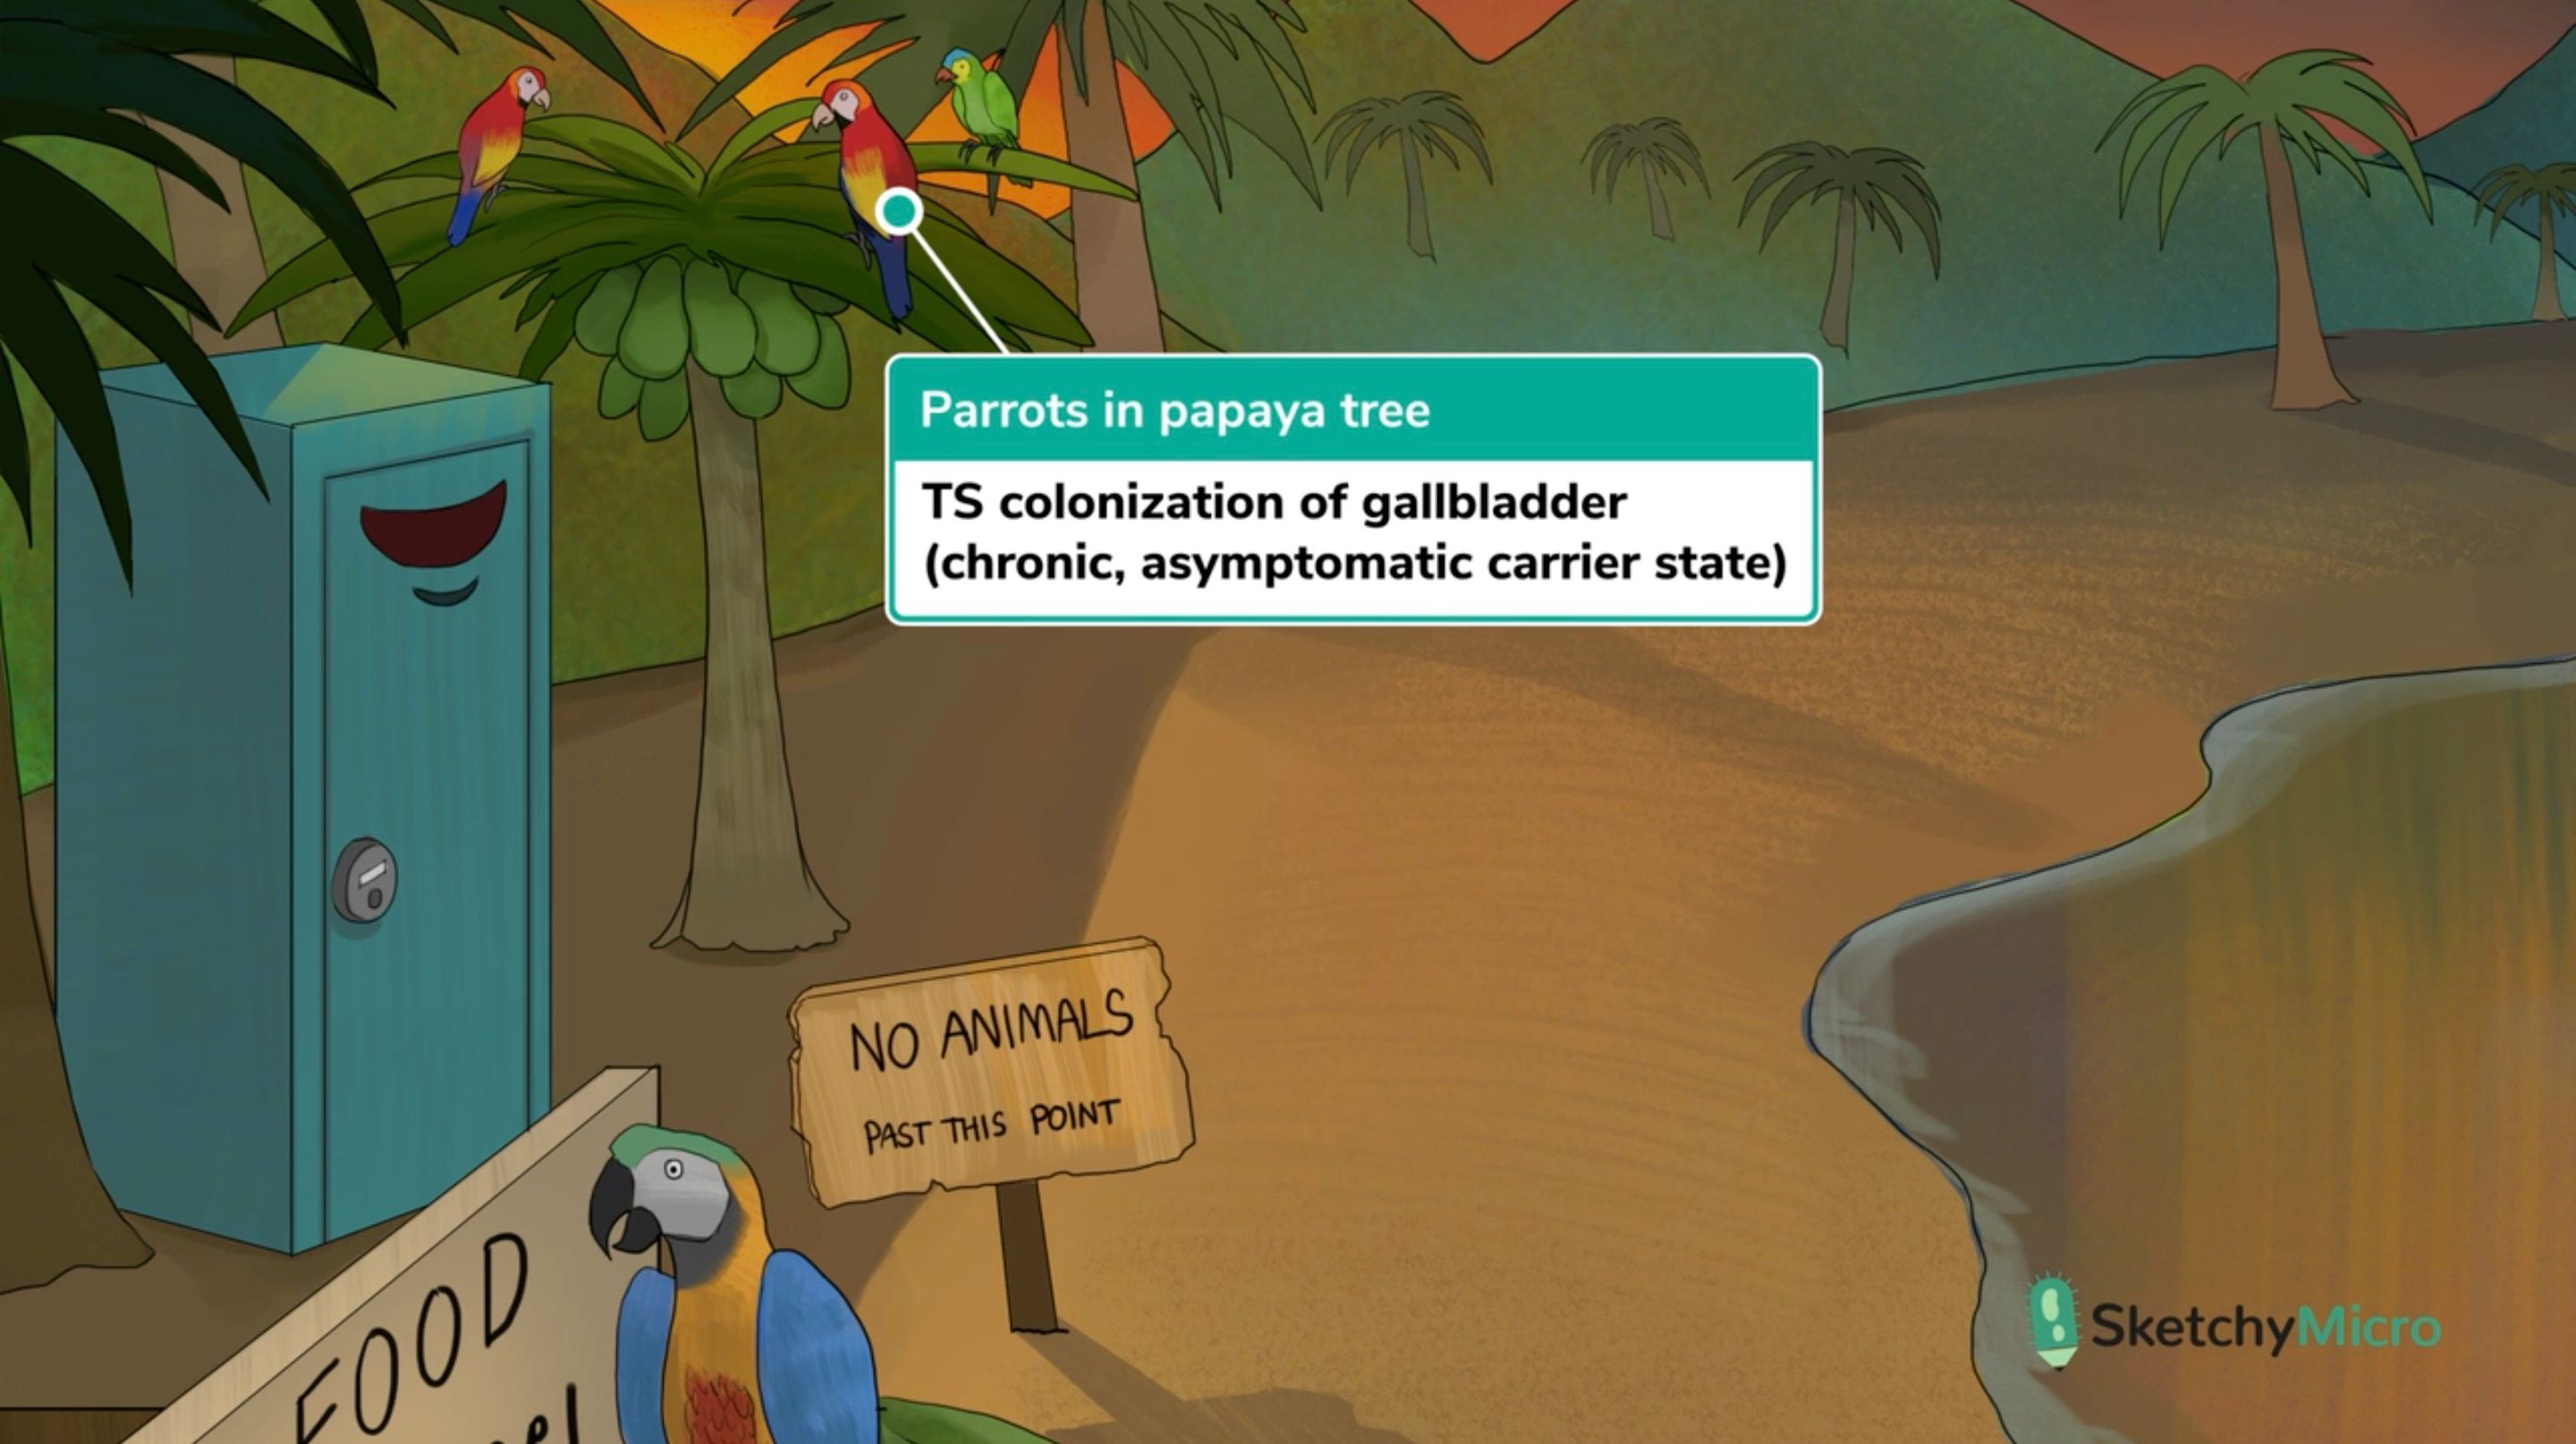 Parrots in papaya tree
TS colonization of gallbladder
(chronic, asymptomatic carrier state)
NO ANIMALS
PAST THIS POINT
FOOD
SketchyMicro